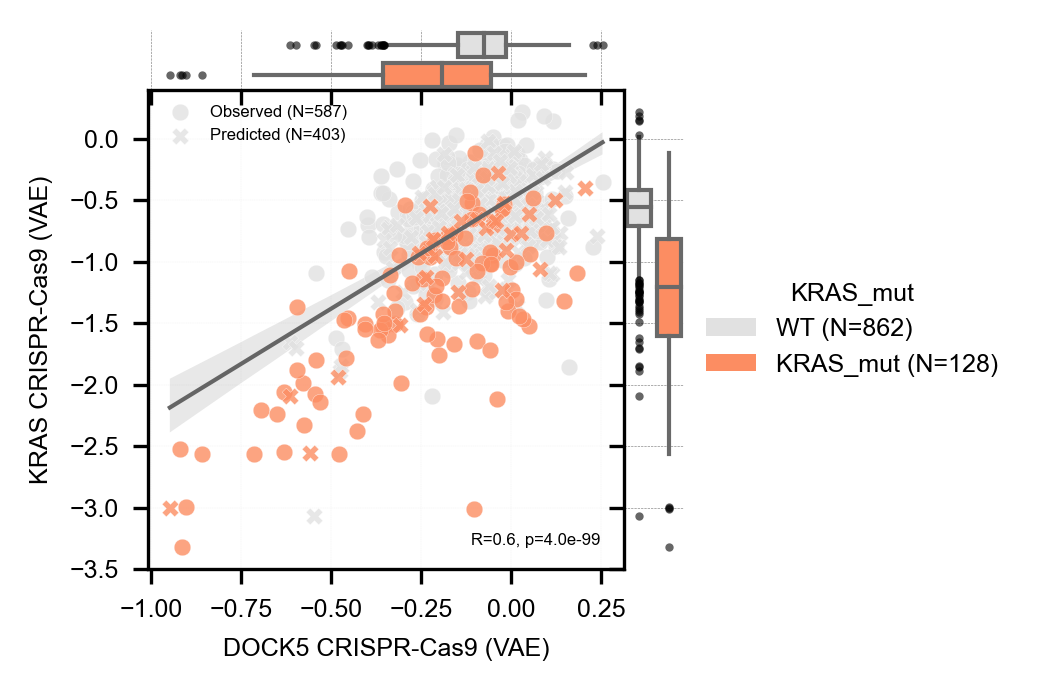 Observed (N=587)
Predicted (N=403)
0.0
−0.5
−1.0
−1.5
−2.0
−2.5
−3.0
−3.5
KRAS CRISPR-Cas9 (VAE)
R=0.6, p=4.0e-99
−1.00
−0.75
−0.50
−0.25
0.00
0.25
DOCK5 CRISPR-Cas9 (VAE)
KRAS_mut
WT (N=862)
KRAS_mut (N=128)